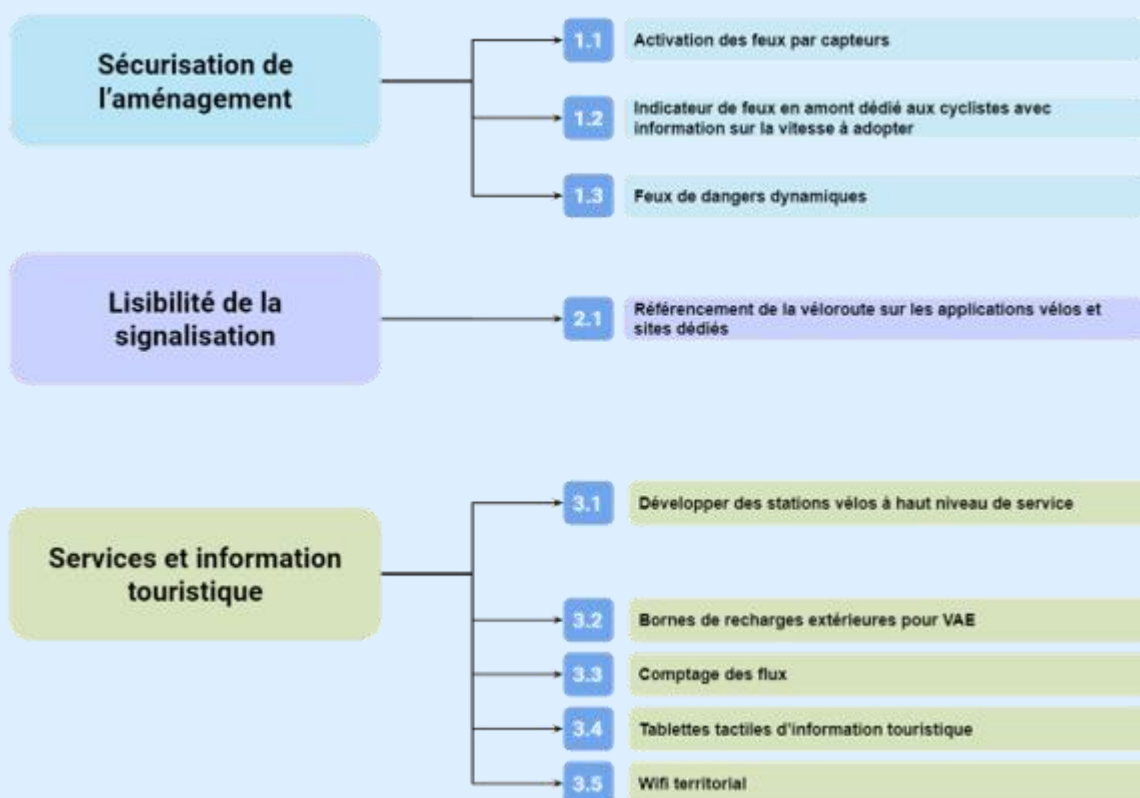 Sécurisation de
l'aménagement
1.1 Activation des feux par capteurs
1.2 Indicateur de feux en amont dédié aux cyclistes avec
information sur la vitesse à adopter
1.3 Feux de dangers dynamiques
Lisibilité de la
signalisation
2.1 Référencement de la véloroute sur les applications vélos et
sites dédiés
Services et information
touristique
3.1 Développer des stations vélos à haut niveau de service
3.2 Bornes de recharges extérieures pour VAE
3.3 Comptage des flux
3.4 Tablettes tactiles d'information touristique
3.5 Wifi territorial